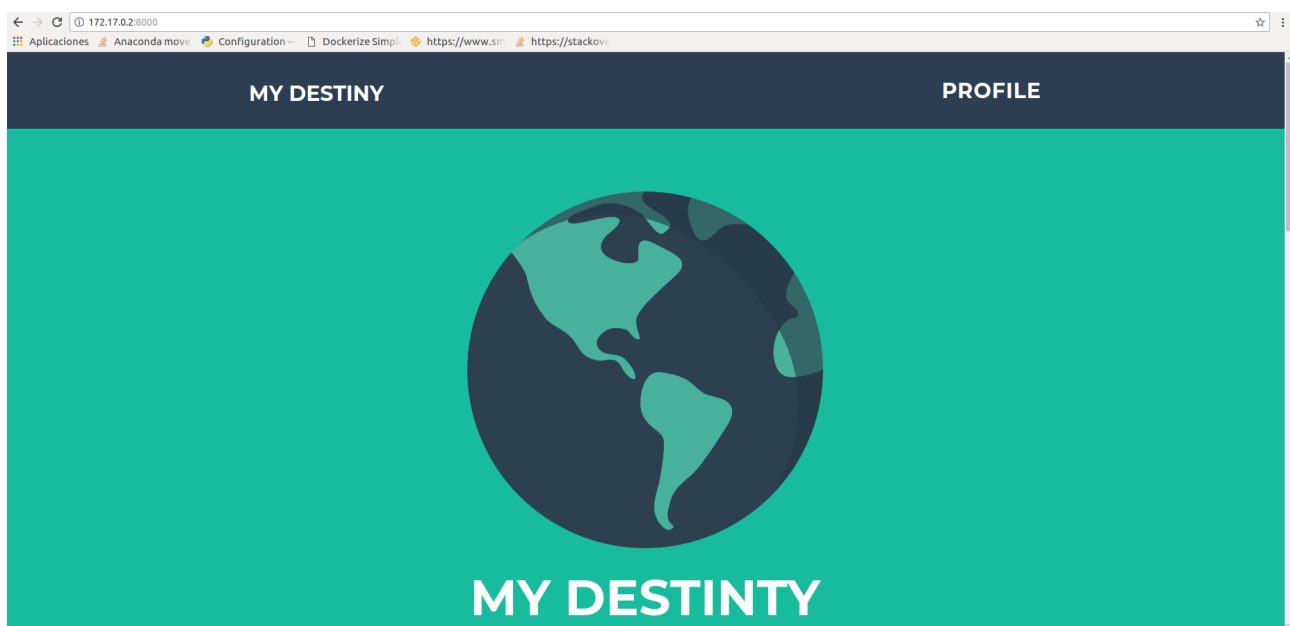 172.17.0.2:8000
Aplicaciones Anaconda move Configuration — Dockerize Simpl https://www.sm https://stackove
MY DESTINY PROFILE
MY DESTINTY